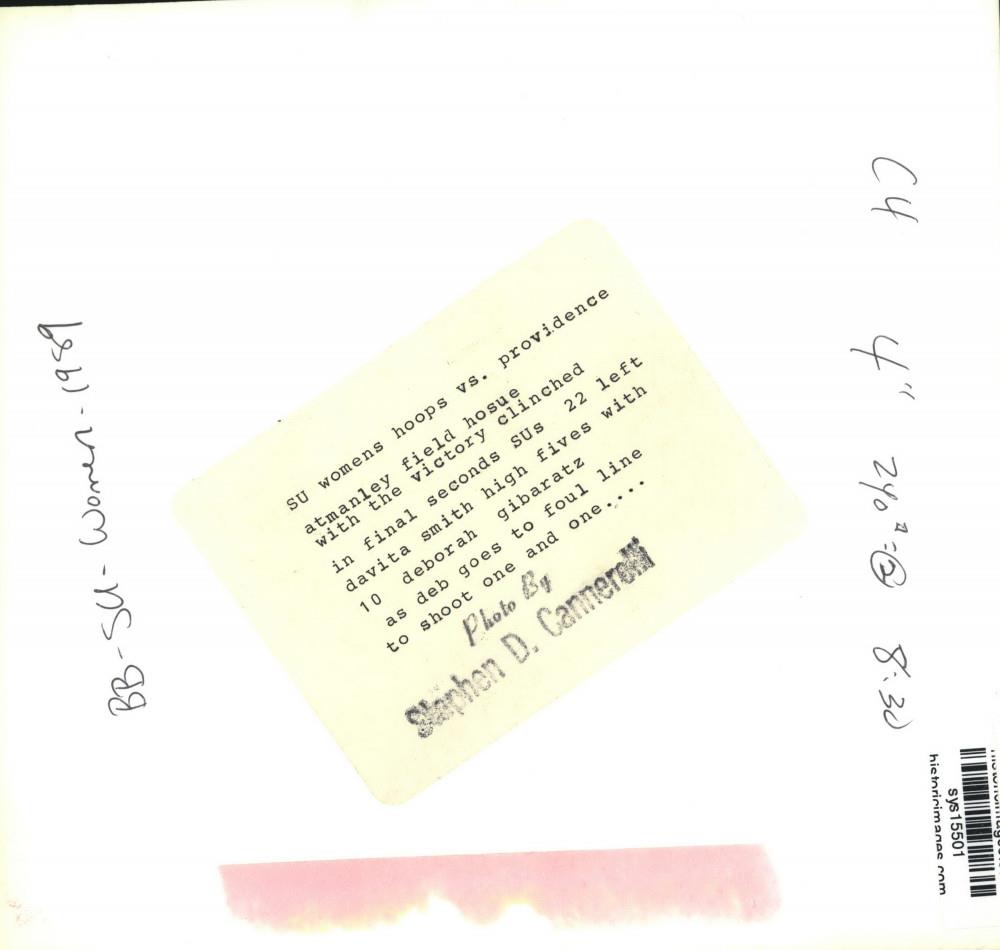 SU womens hoops vs. providence
atmanley field hosue
with the victory clinched
in final seconds SUs 22 left
davita smith high fives with
10 deborah gibaratz
as deb goes to foul line
to shoot one and one....
Photo By
Stephen D. Cannerelli
BB-SU-Women-1989
C4
4"
8:30
sys15501
historicimages.com